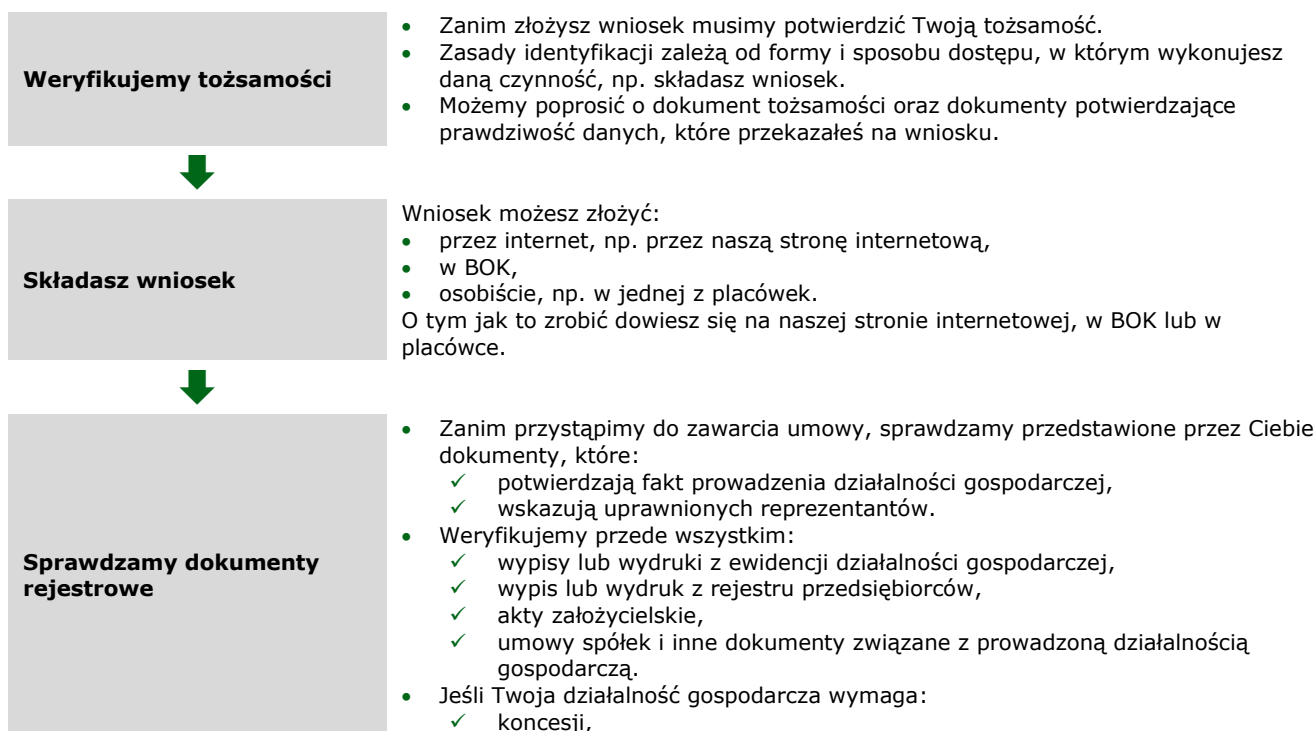 Weryfikujemy tożsamości
• Zanim złożysz wniosek musimy potwierdzić Twoją tożsamość.
• Zasady identyfikacji zależą od formy i sposobu dostępu, w którym wykonujesz
daną czynność, np. składasz wniosek.
• Możemy poprosić o dokument tożsamości oraz dokumenty potwierdzające
prawdziwość danych, które przekazałeś na wniosku.
Składasz wniosek
Wniosek możesz złożyć:
• przez internet, np. przez naszą stronę internetową,
• w BOK,
• osobiście, np. w jednej z placówek.
O tym jak to zrobić dowiesz się na naszej stronie internetowej, w BOK lub w
placówce.
Sprawdzamy dokumenty
rejestrowe
• Zanim przystąpimy do zawarcia umowy, sprawdzamy przedstawione przez Ciebie
dokumenty, które:
✓ potwierdzają fakt prowadzenia działalności gospodarczej,
✓ wskazują uprawnionych reprezentantów.
• Weryfikujemy przede wszystkim:
✓ wypisy lub wydruki z ewidencji działalności gospodarczej,
✓ wypis lub wydruk z rejestru przedsiębiorców,
✓ akty założycielskie,
✓ umowy spółek i inne dokumenty związane z prowadzoną działalnością
gospodarczą.
• Jeśli Twoja działalność gospodarcza wymaga:
✓ koncesji,